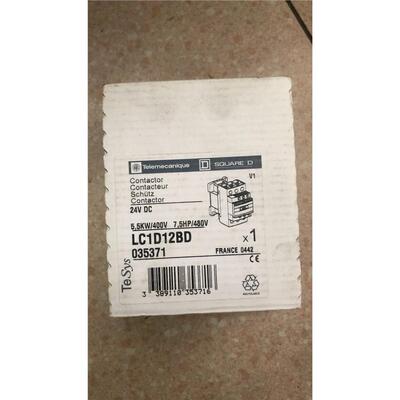 Telemecanique D SQUARE D
Contactor
Contacteur
Schütz
Contactor
V1
24V DC
5,5KW/400V 7,5HP/480V
LC1D12BD x1
035371 FRANCE 0442
TeSys
CE
3 389110 353716